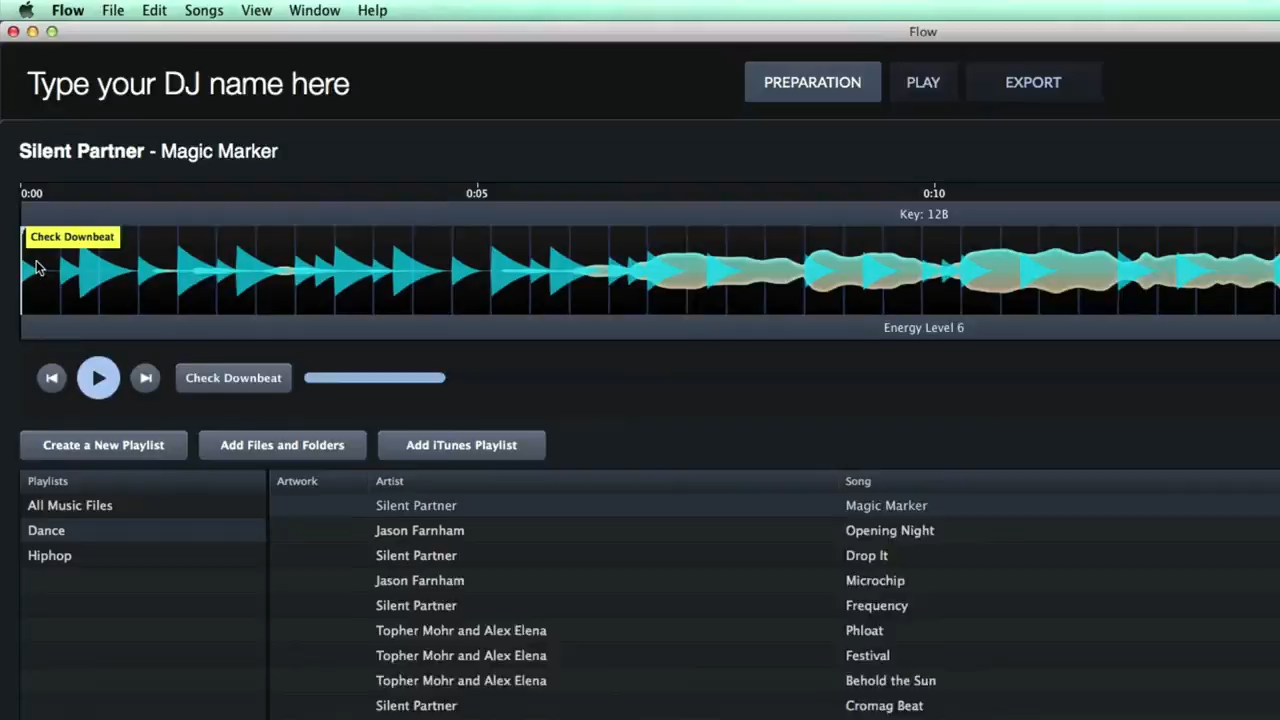 Flow File Edit Songs View Window Help
Flow
Type your DJ name here
PREPARATION PLAY EXPORT
Silent Partner - Magic Marker
0:00 0:05 0:10
Key: 12B
Check Downbeat
Energy Level 6
Check Downbeat
Create a New Playlist Add Files and Folders Add iTunes Playlist
Playlists Artwork Artist Song
All Music Files Silent Partner Magic Marker
Dance Jason Farnham Opening Night
Hiphop Silent Partner Drop It
Jason Farnham Microchip
Silent Partner Frequency
Topher Mohr and Alex Elena Phloat
Topher Mohr and Alex Elena Festival
Topher Mohr and Alex Elena Behold the Sun
Silent Partner Cromag Beat